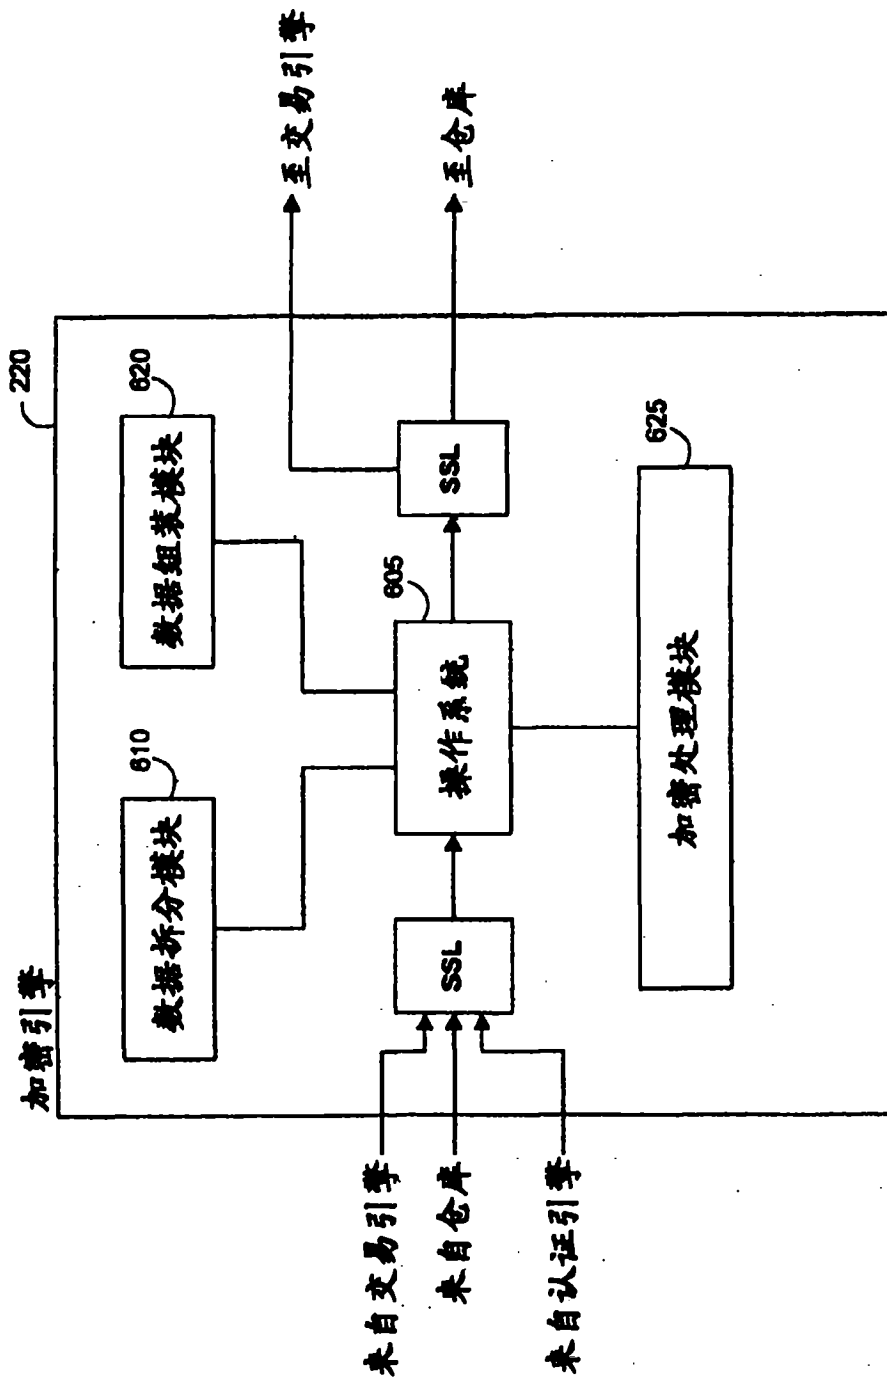 加密引擎
220
数据拆分模块
610
数据组装模块
620
来自交易引擎
来自仓库
来自认证引擎
SSL
操作系统
605
SSL
至交易引擎
至仓库
加密处理模块
625